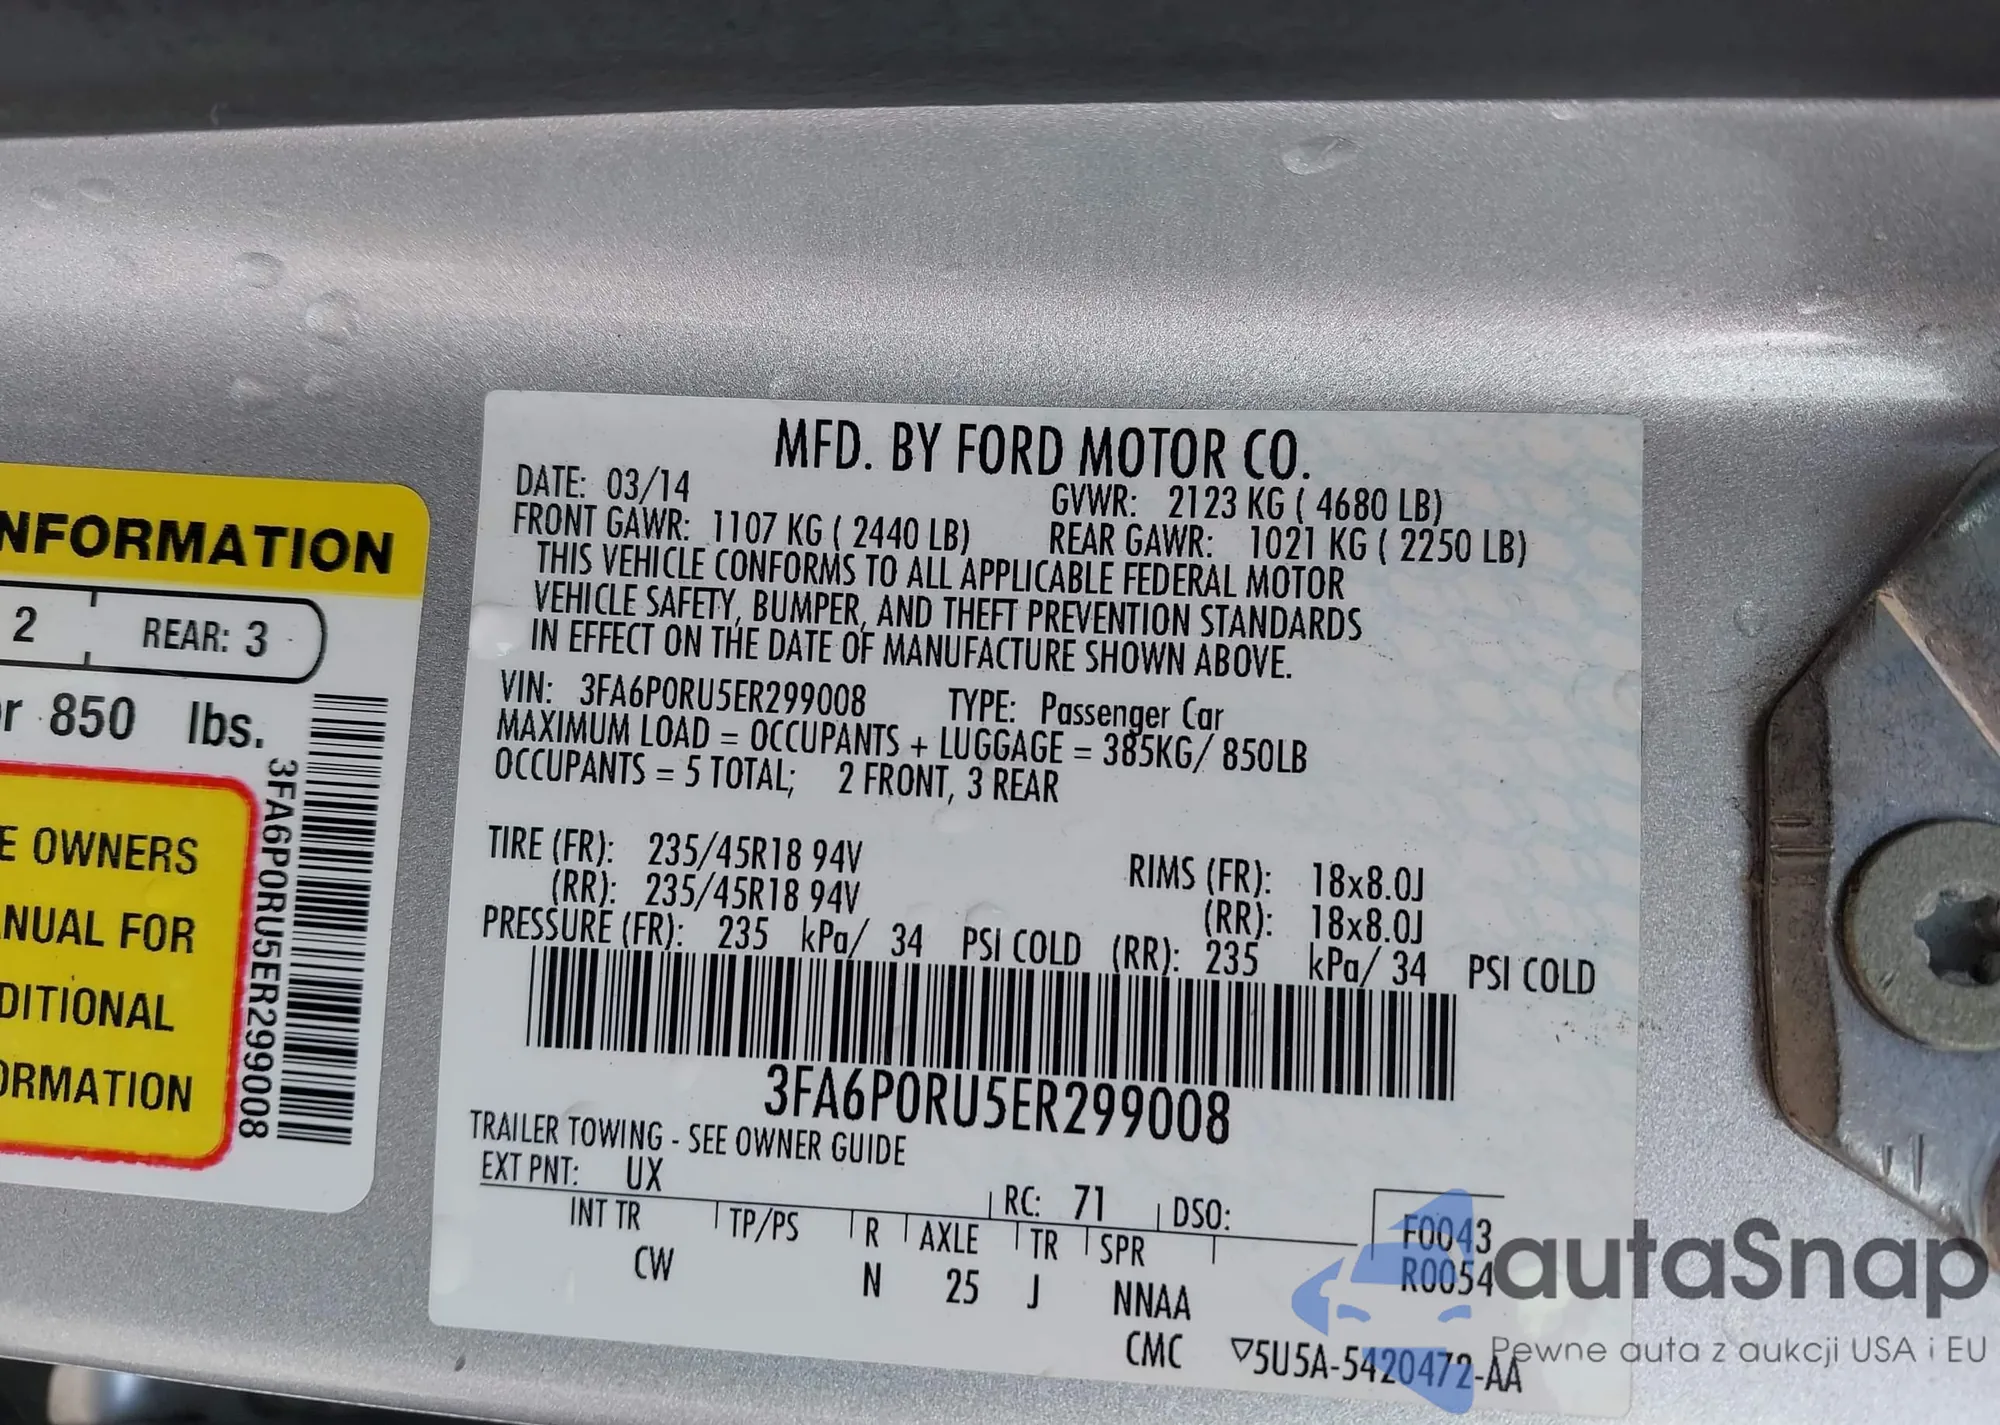 NFORMATION
2 REAR: 3
r 850 lbs.
3FA6P0RU5ER299008
E OWNERS
NUAL FOR
DITIONAL
ORMATION
MFD. BY FORD MOTOR CO.
DATE: 03/14 GVWR: 2123 KG ( 4680 LB)
FRONT GAWR: 1107 KG ( 2440 LB) REAR GAWR: 1021 KG ( 2250 LB)
THIS VEHICLE CONFORMS TO ALL APPLICABLE FEDERAL MOTOR
VEHICLE SAFETY, BUMPER, AND THEFT PREVENTION STANDARDS
IN EFFECT ON THE DATE OF MANUFACTURE SHOWN ABOVE.
VIN: 3FA6P0RU5ER299008 TYPE: Passenger Car
MAXIMUM LOAD = OCCUPANTS + LUGGAGE = 385KG/ 850LB
OCCUPANTS = 5 TOTAL; 2 FRONT, 3 REAR
TIRE (FR): 235/45R18 94V RIMS (FR): 18x8.0J
(RR): 235/45R18 94V (RR): 18x8.0J
PRESSURE (FR): 235 kPa/ 34 PSI COLD (RR): 235 kPa/ 34 PSI COLD
3FA6P0RU5ER299008
TRAILER TOWING - SEE OWNER GUIDE
EXT PNT: UX RC: 71 DSO: F0043
INT TR TP/PS R AXLE TR SPR R0054
CW N 25 J NNAA
CMC ▽5U5A-5420472-AA
autaSnap
Pewne auta z aukcji USA i EU